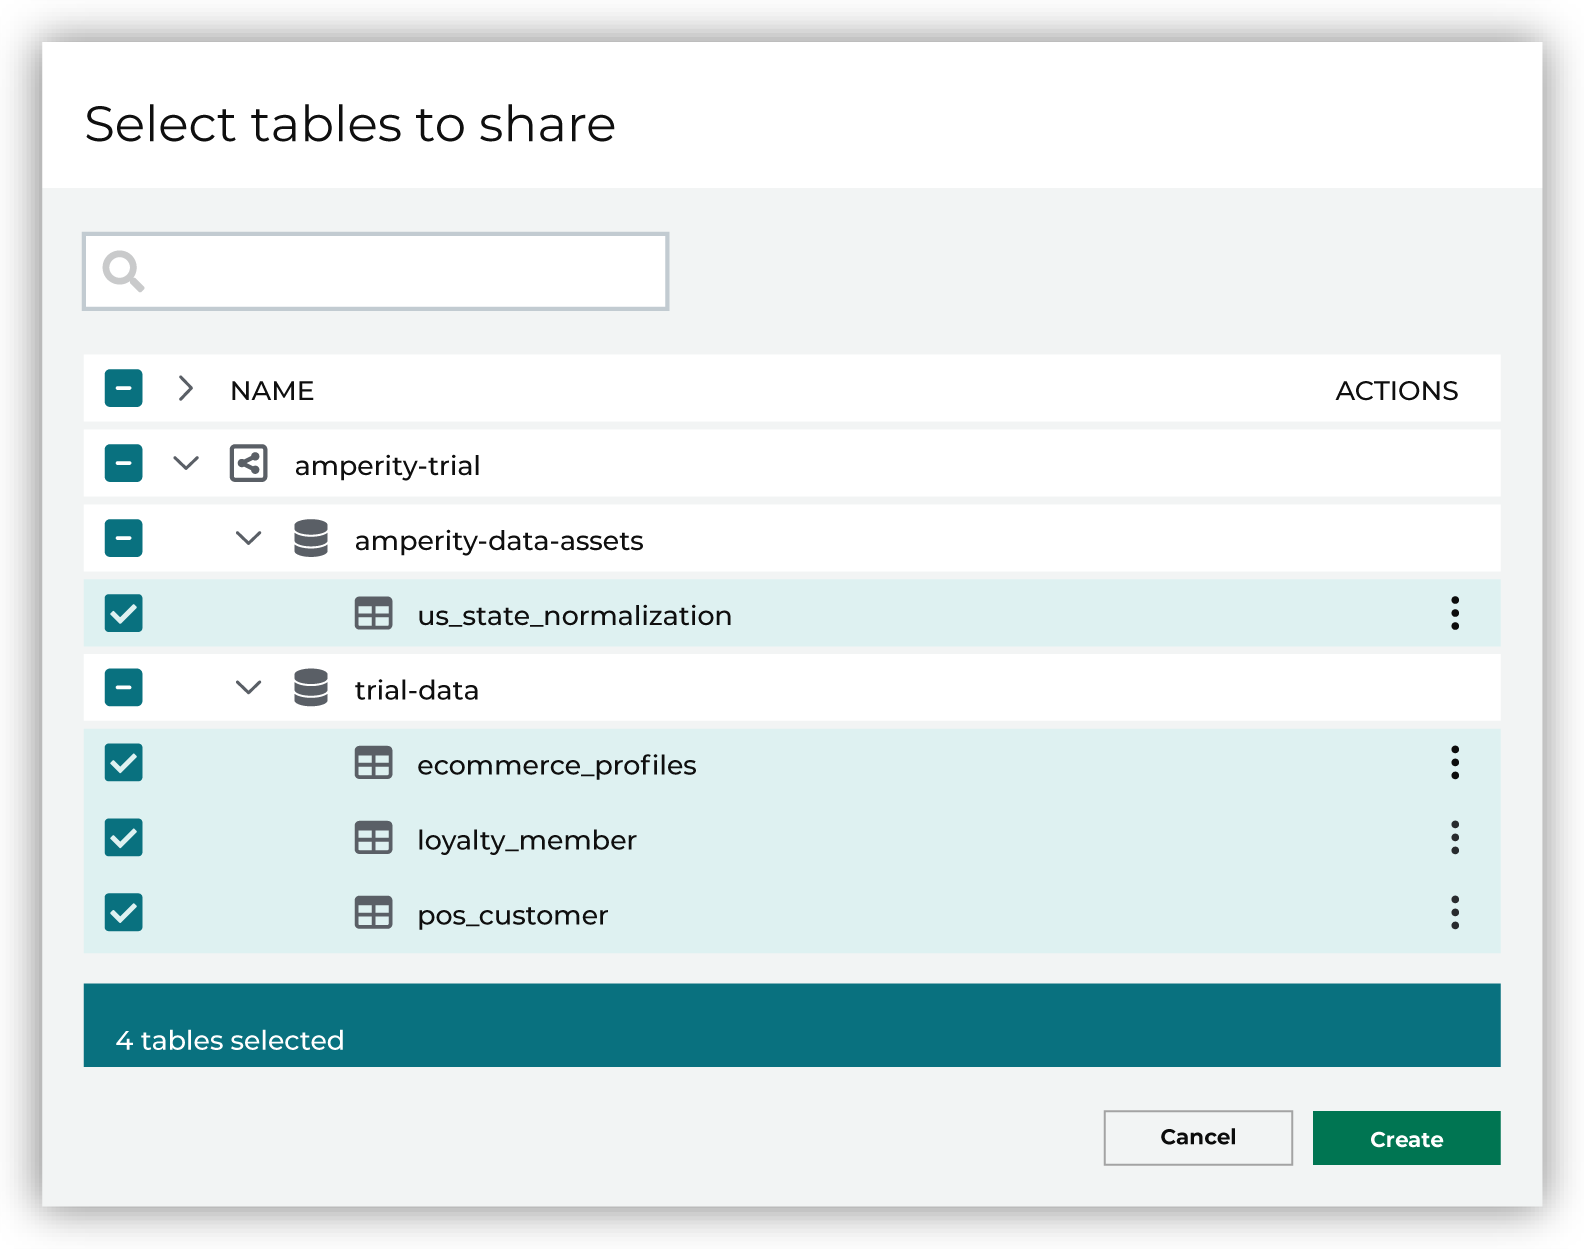 Select tables to share
NAME ACTIONS
amperity-trial
amperity-data-assets
us_state_normalization
trial-data
ecommerce_profiles
loyalty_member
pos_customer
4 tables selected
Cancel Create